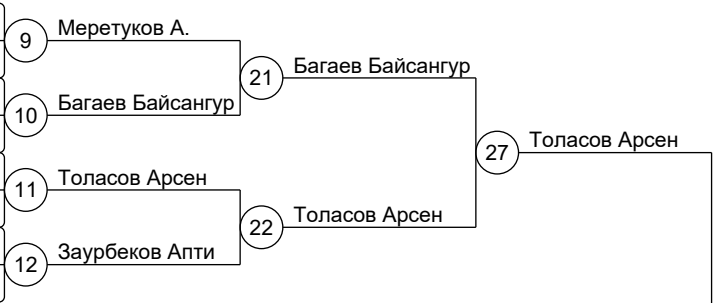 9 Меретуков А.
21 Багаев Байсангур
10 Багаев Байсангур
27 Толасов Арсен
11 Толасов Арсен
22 Толасов Арсен
12 Заурбеков Апти